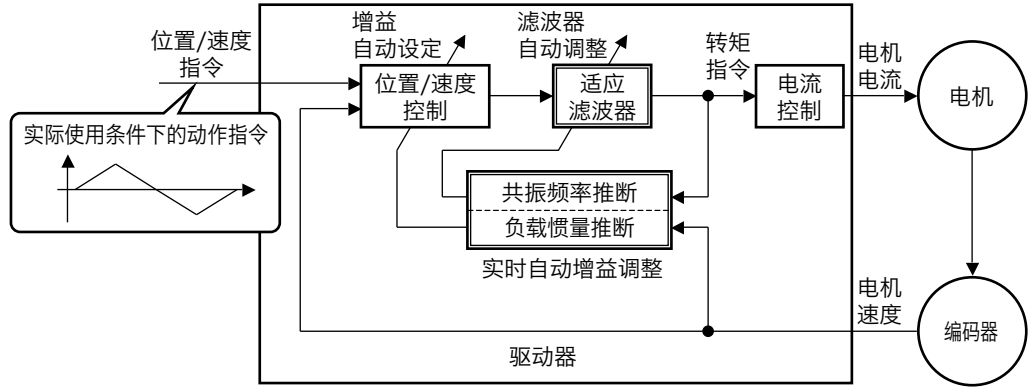 增益
自动设定
滤波器
自动调整
位置/速度
指令
转矩
指令
电机
电流
位置/速度
控制
适应
滤波器
电流
控制
电机
实际使用条件下的动作指令
共振频率推断
负载惯量推断
实时自动增益调整
电机
速度
编码器
驱动器